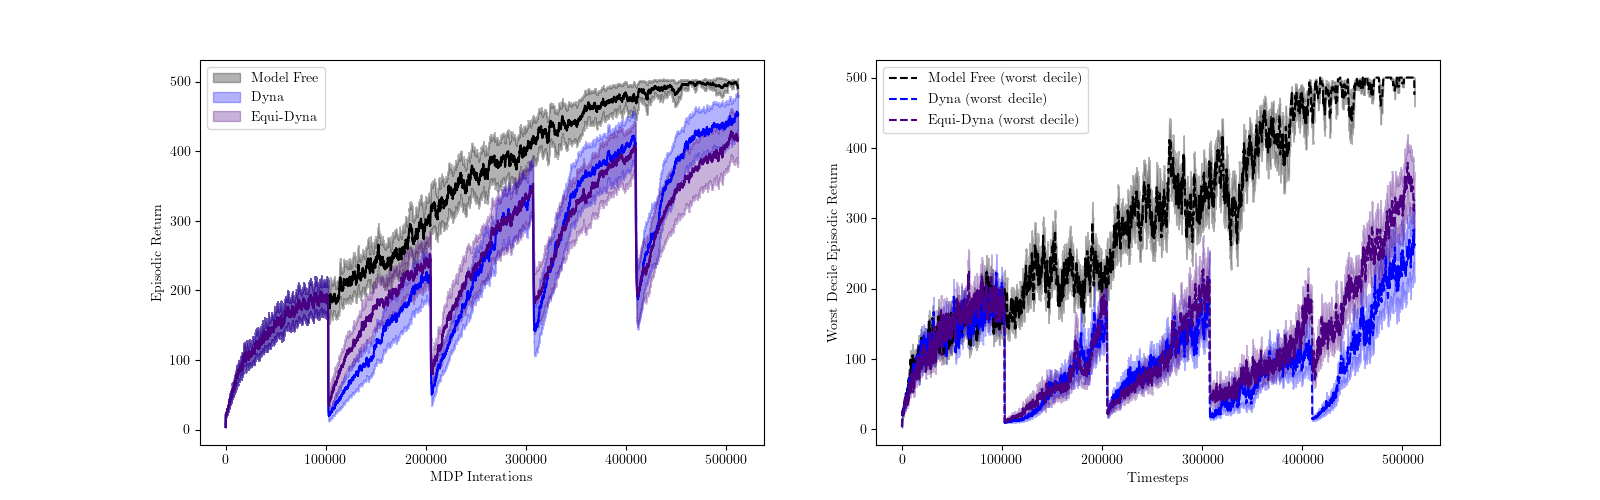 500
400
300
200
100
0
Episodic Return
Model Free
Dyna
Equi-Dyna
0 100000 200000 300000 400000 500000
MDP Interations
500
400
300
200
100
0
Worst Decile Episodic Return
Model Free (worst decile)
Dyna (worst decile)
Equi-Dyna (worst decile)
0 100000 200000 300000 400000 500000
Timesteps